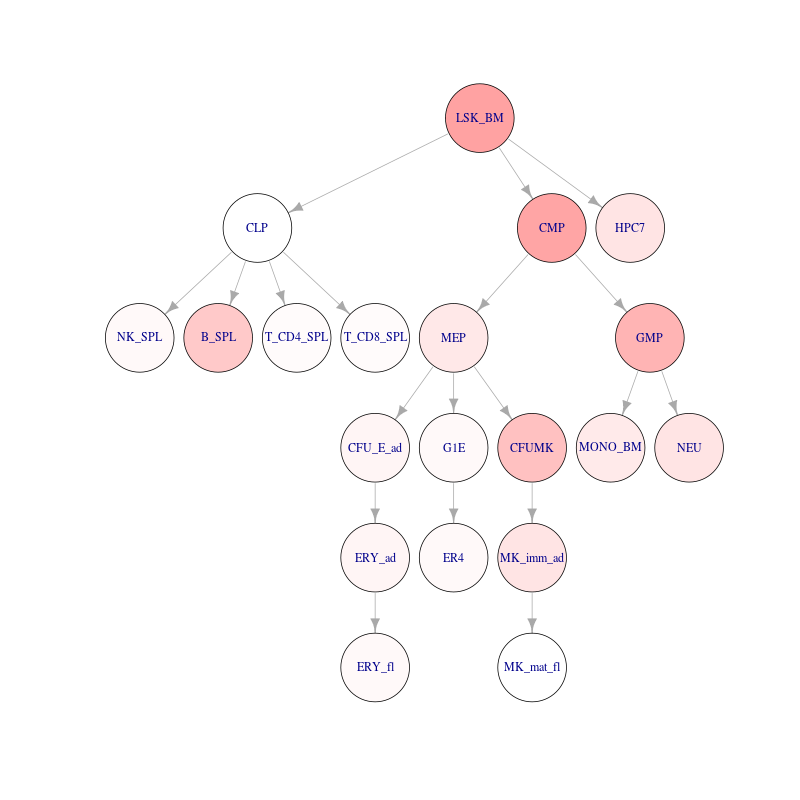 LSK_BM
CLP
CMP
HPC7
NK_SPL
B_SPL
T_CD4_SPL
T_CD8_SPL
MEP
GMP
CFU_E_ad
G1E
CFUMK
MONO_BM
NEU
ERY_ad
ER4
MK_imm_ad
ERY_fl
MK_mat_fl